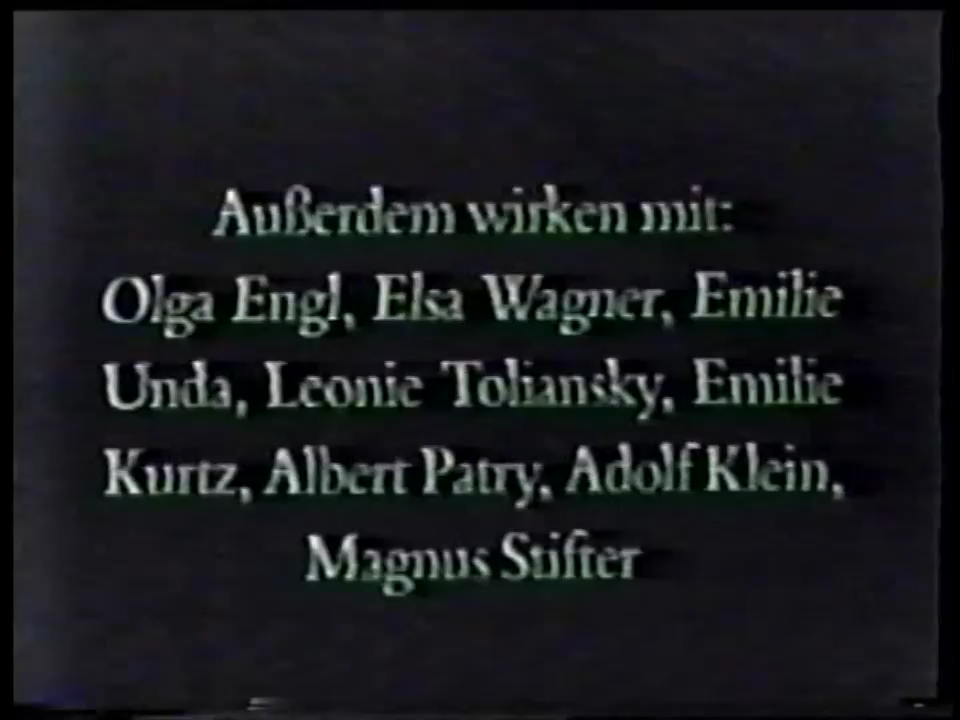 Außerdem wirken mit:
Olga Engl, Elsa Wagner, Emilie
Unda, Leonie Toliansky, Emilie
Kurtz, Albert Patry, Adolf Klein,
Magnus Stifter